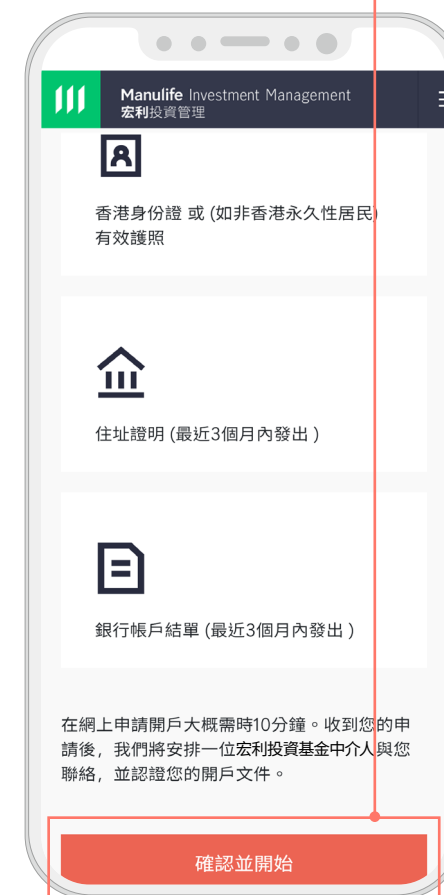 Manulife Investment Management
宏利投資管理
香港身份證 或 (如非香港永久性居民)
有效護照
住址證明 (最近3個月內發出 )
銀行帳戶結單 (最近3個月內發出 )
在網上申請開戶大概需時10分鐘。收到您的申
請後，我們將安排一位宏利投資基金中介人與您
聯絡，並認證您的開戶文件。
確認並開始